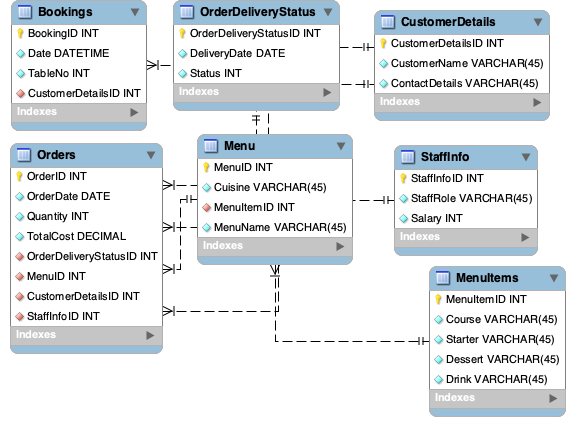 Bookings
BookingID INT
Date DATETIME
TableNo INT
CustomerDetailsID INT
Indexes
OrderDeliveryStatus
OrderDeliveryStatusID INT
DeliveryDate DATE
Status INT
Indexes
CustomerDetails
CustomerDetailsID INT
CustomerName VARCHAR(45)
ContactDetails VARCHAR(45)
Indexes
Orders
OrderID INT
OrderDate DATE
Quantity INT
TotalCost DECIMAL
OrderDeliveryStatusID INT
MenuID INT
CustomerDetailsID INT
StaffInfoID INT
Indexes
Menu
MenuID INT
Cuisine VARCHAR(45)
MenuItemID INT
MenuName VARCHAR(45)
Indexes
StaffInfo
StaffInfoID INT
StaffRole VARCHAR(45)
Salary INT
Indexes
MenuItems
MenuItemID INT
Course VARCHAR(45)
Starter VARCHAR(45)
Dessert VARCHAR(45)
Drink VARCHAR(45)
Indexes